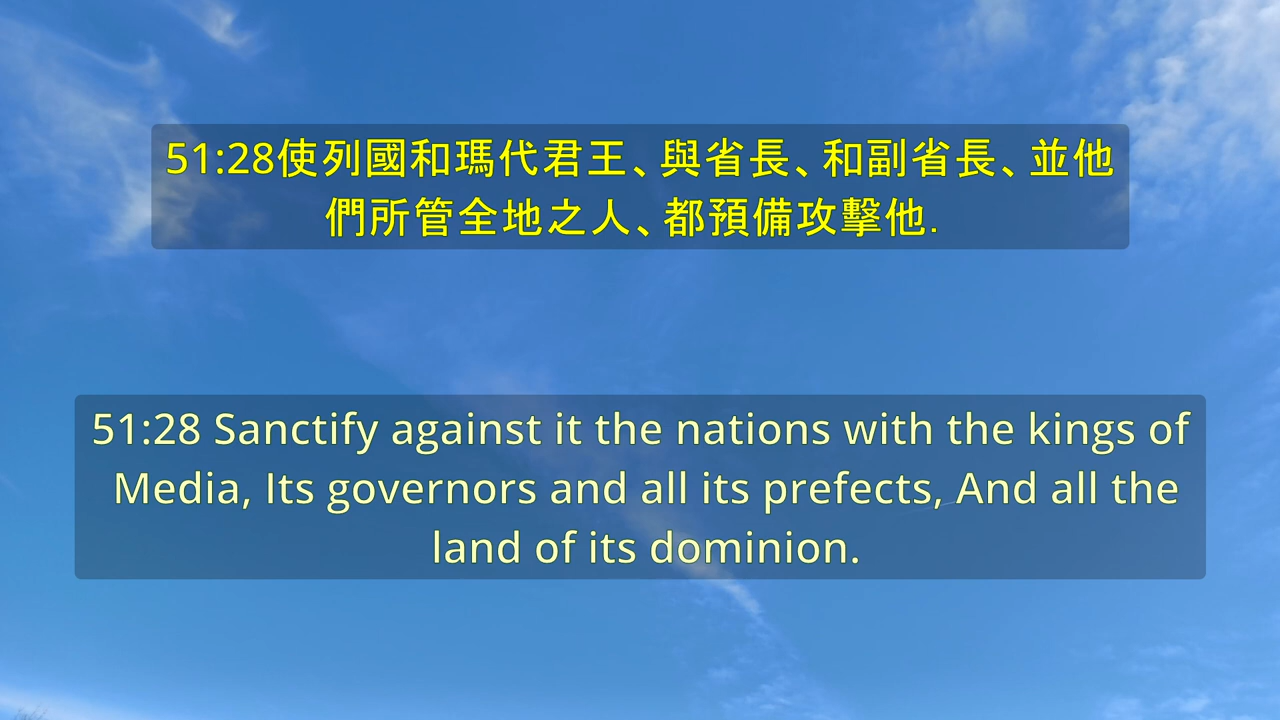 51:28使列國和瑪代君王、與省長、和副省長、並他
們所管全地之人、都預備攻擊他.
51:28 Sanctify against it the nations with the kings of
Media, Its governors and all its prefects, And all the
land of its dominion.